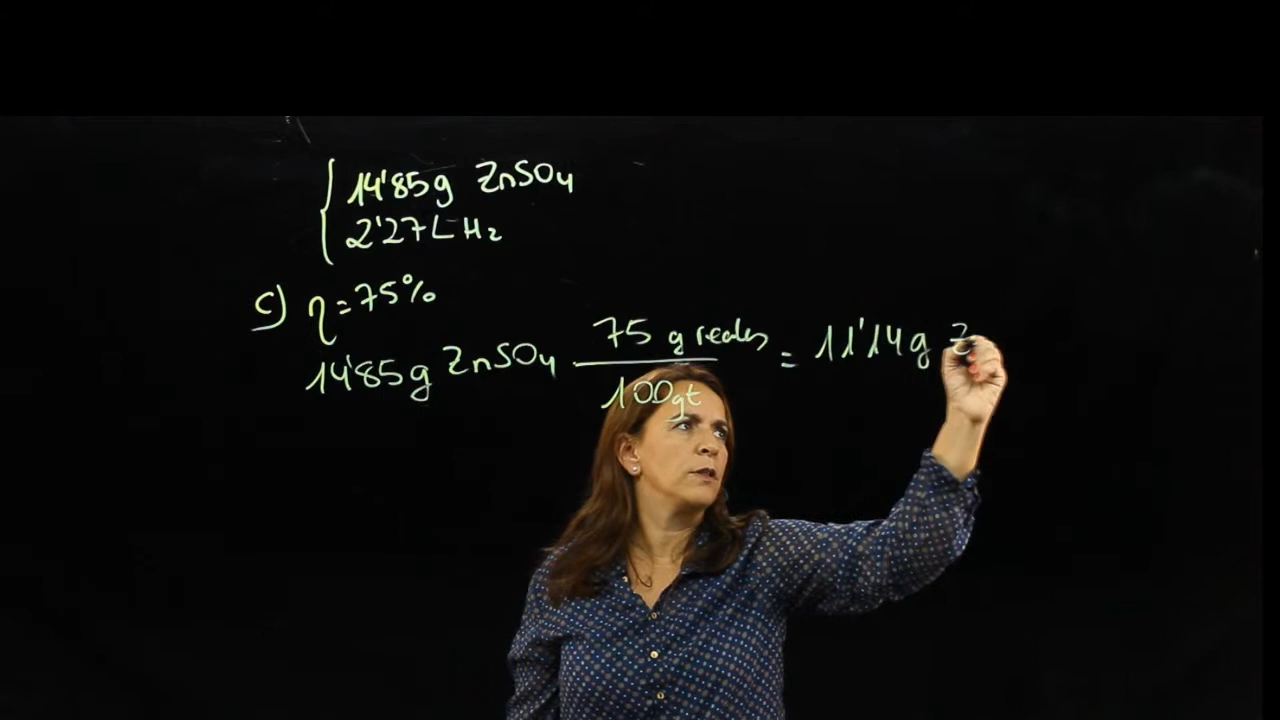 14'85g ZnSO4
2'27L H2
c) η=75%
14'85g ZnSO4 75 g reales / 100gt = 11'14g Z